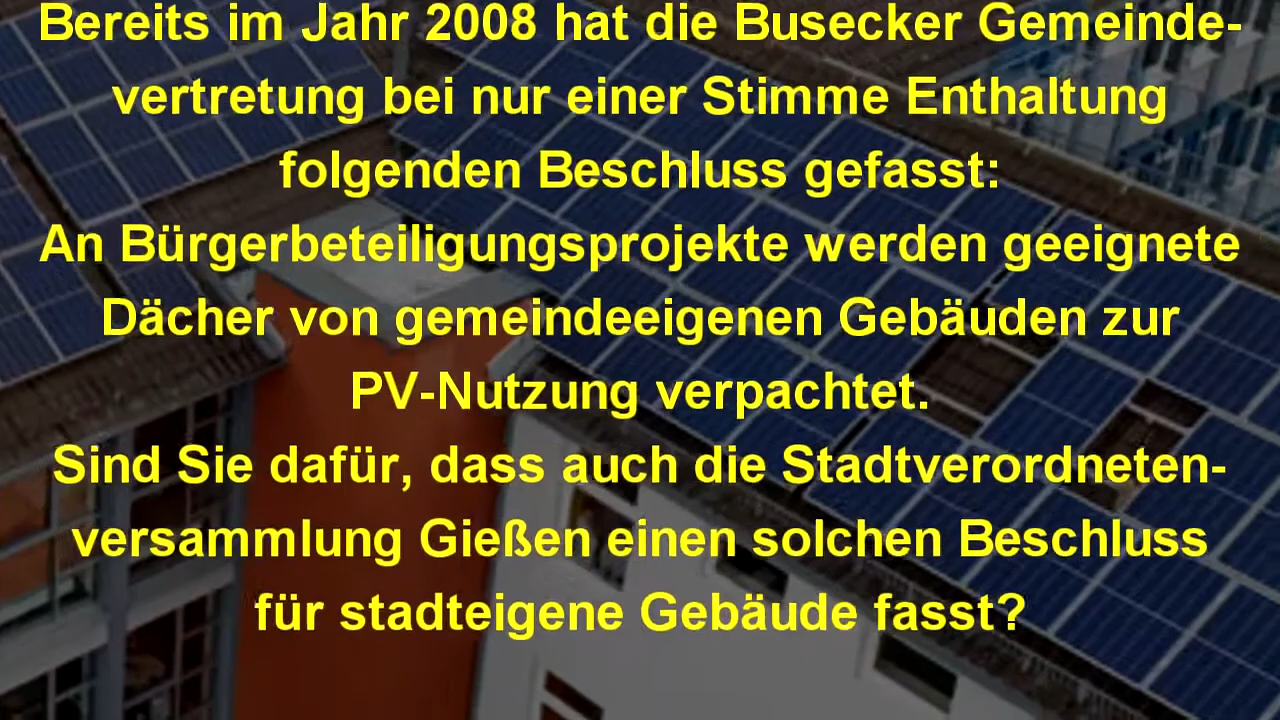 Bereits im Jahr 2008 hat die Busecker Gemeinde-
vertretung bei nur einer Stimme Enthaltung
folgenden Beschluss gefasst:
An Bürgerbeteiligungsprojekte werden geeignete
Dächer von gemeindeeigenen Gebäuden zur
PV-Nutzung verpachtet.
Sind Sie dafür, dass auch die Stadtverordneten-
versammlung Gießen einen solchen Beschluss
für stadteigene Gebäude fasst?